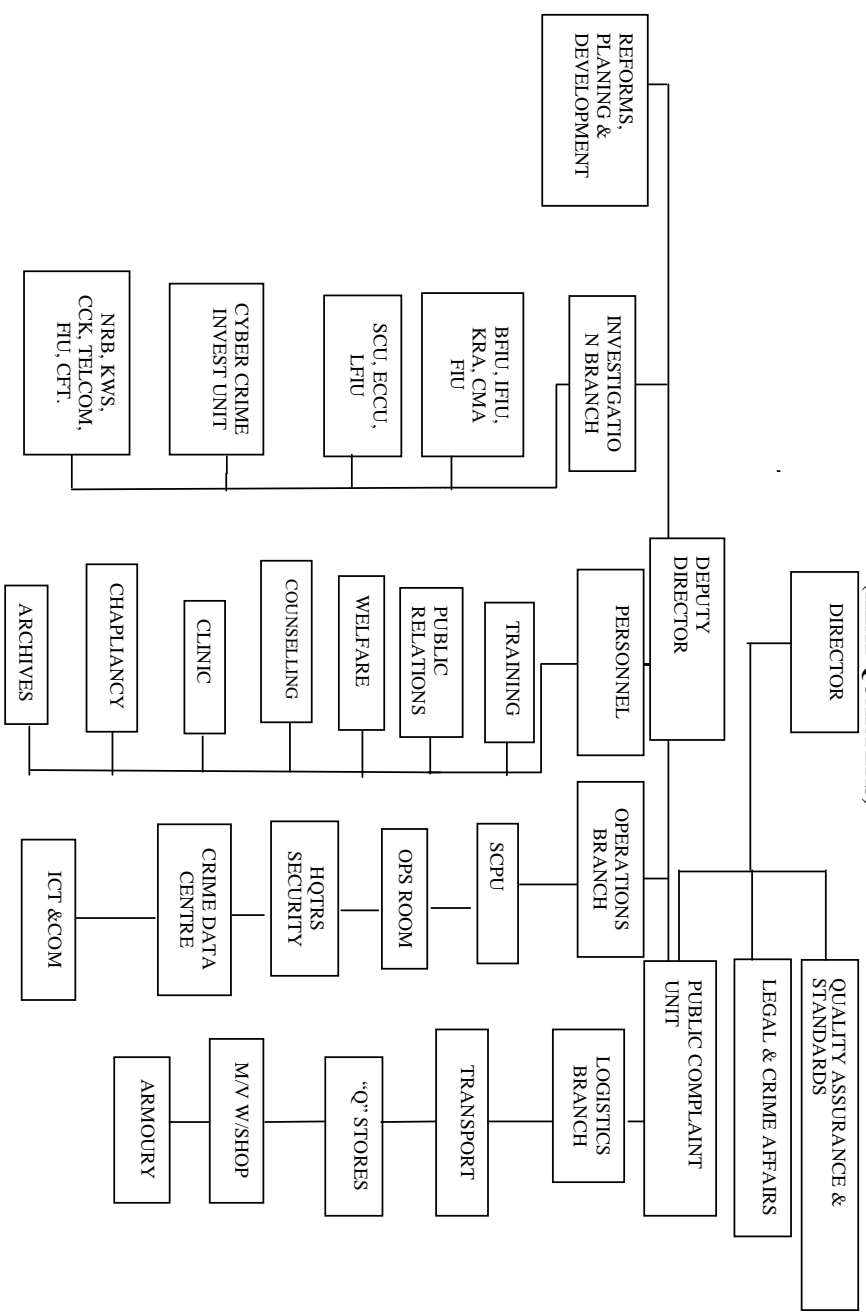 DIRECTOR
QUALITY ASSURANCE &
STANDARDS
LEGAL & CRIME AFFAIRS
PUBLIC COMPLAINT
UNIT
DEPUTY
DIRECTOR
REFORMS,
PLANING &
DEVELOPMENT
INVESTIGATIO
N BRANCH
BFIU, IFIU,
KRA, CMA
FIU
SCU, ECCU,
LFIU
CYBER CRIME
INVEST UNIT
NRB, KWS,
CCK, TELCOM,
FIU, CFT.
PERSONNEL
TRAINING
PUBLIC
RELATIONS
WELFARE
COUNSELLING
CLINIC
CHAPLIANCY
ARCHIVES
OPERATIONS
BRANCH
SCPU
OPS ROOM
HQTRS
SECURITY
CRIME DATA
CENTRE
ICT &COM
LOGISTICS
BRANCH
TRANSPORT
“Q” STORES
M/V W/SHOP
ARMOURY